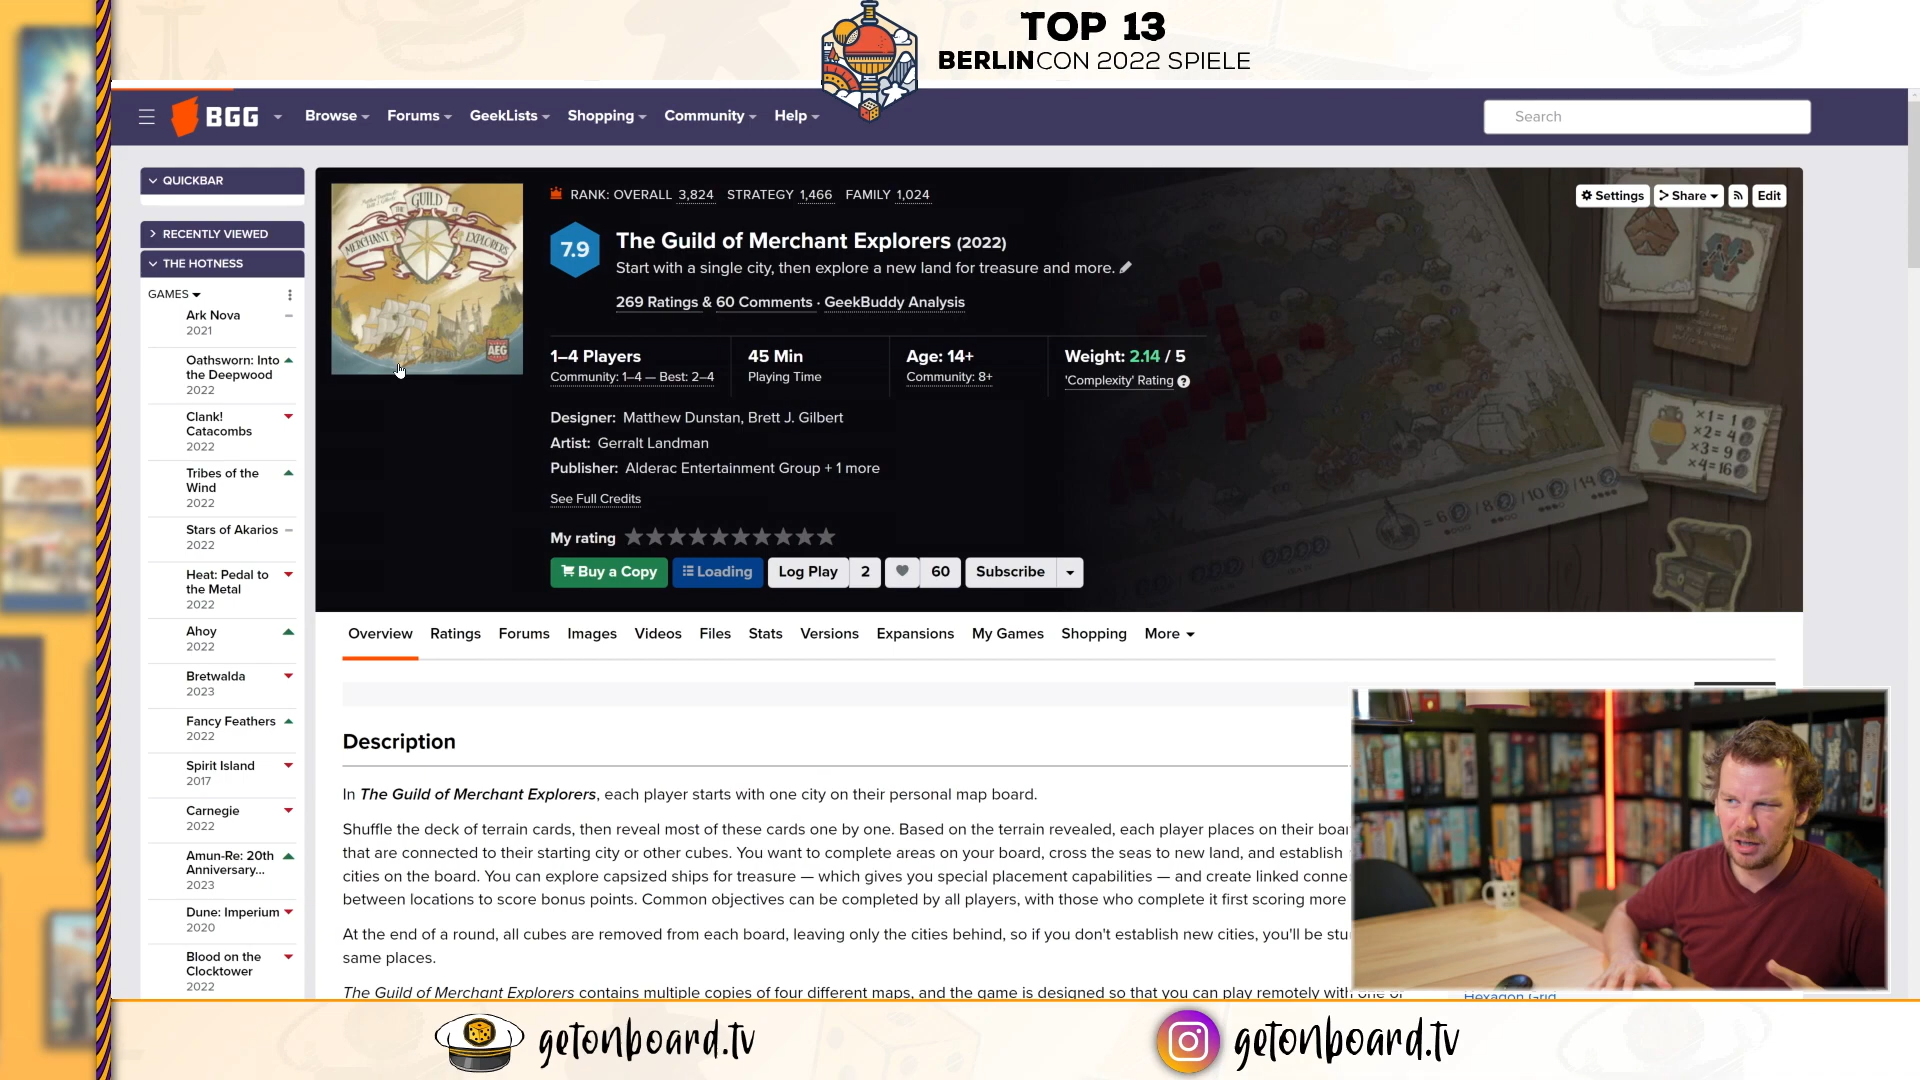 TOP 13
BERLINCON 2022 SPIELE
BGG
Browse Forums GeekLists Shopping Community Help
Search
QUICKBAR
RECENTLY VIEWED
THE HOTNESS
GAMES
Ark Nova
2021
Oathsworn: Into
the Deepwood
2022
Clank!
Catacombs
2022
Tribes of the
Wind
2022
Stars of Akarios
2022
Heat: Pedal to
the Metal
2022
Ahoy
2022
Bretwalda
2023
Fancy Feathers
2022
Spirit Island
2017
Carnegie
2022
Amun-Re: 20th
Anniversary...
2023
Dune: Imperium
2020
Blood on the
Clocktower
2022
THE GUILD OF
MERCHANT EXPLORERS
AEG
RANK: OVERALL 3,824 STRATEGY 1,466 FAMILY 1,024
Settings Share Edit
7.9
The Guild of Merchant Explorers (2022)
Start with a single city, then explore a new land for treasure and more.
269 Ratings & 60 Comments · GeekBuddy Analysis
1–4 Players 45 Min Age: 14+ Weight: 2.14 / 5
Community: 1–4 — Best: 2–4 Playing Time Community: 8+ 'Complexity' Rating ?
Designer: Matthew Dunstan, Brett J. Gilbert
Artist: Gerralt Landman
Publisher: Alderac Entertainment Group + 1 more
See Full Credits
My rating
Buy a Copy Loading Log Play 2 60 Subscribe
×1= 1
×2= 4
×3= 9
×4=16
Overview Ratings Forums Images Videos Files Stats Versions Expansions My Games Shopping More
Description
In The Guild of Merchant Explorers, each player starts with one city on their personal map board.
Shuffle the deck of terrain cards, then reveal most of these cards one by one. Based on the terrain revealed, each player places on their boar
that are connected to their starting city or other cubes. You want to complete areas on your board, cross the seas to new land, and establish
cities on the board. You can explore capsized ships for treasure — which gives you special placement capabilities — and create linked conne
between locations to score bonus points. Common objectives can be completed by all players, with those who complete it first scoring more
At the end of a round, all cubes are removed from each board, leaving only the cities behind, so if you don't establish new cities, you'll be stu
same places.
The Guild of Merchant Explorers contains multiple copies of four different maps, and the game is designed so that you can play remotely with one or
Hexagon Grid
getonboard.tv
getonboard.tv